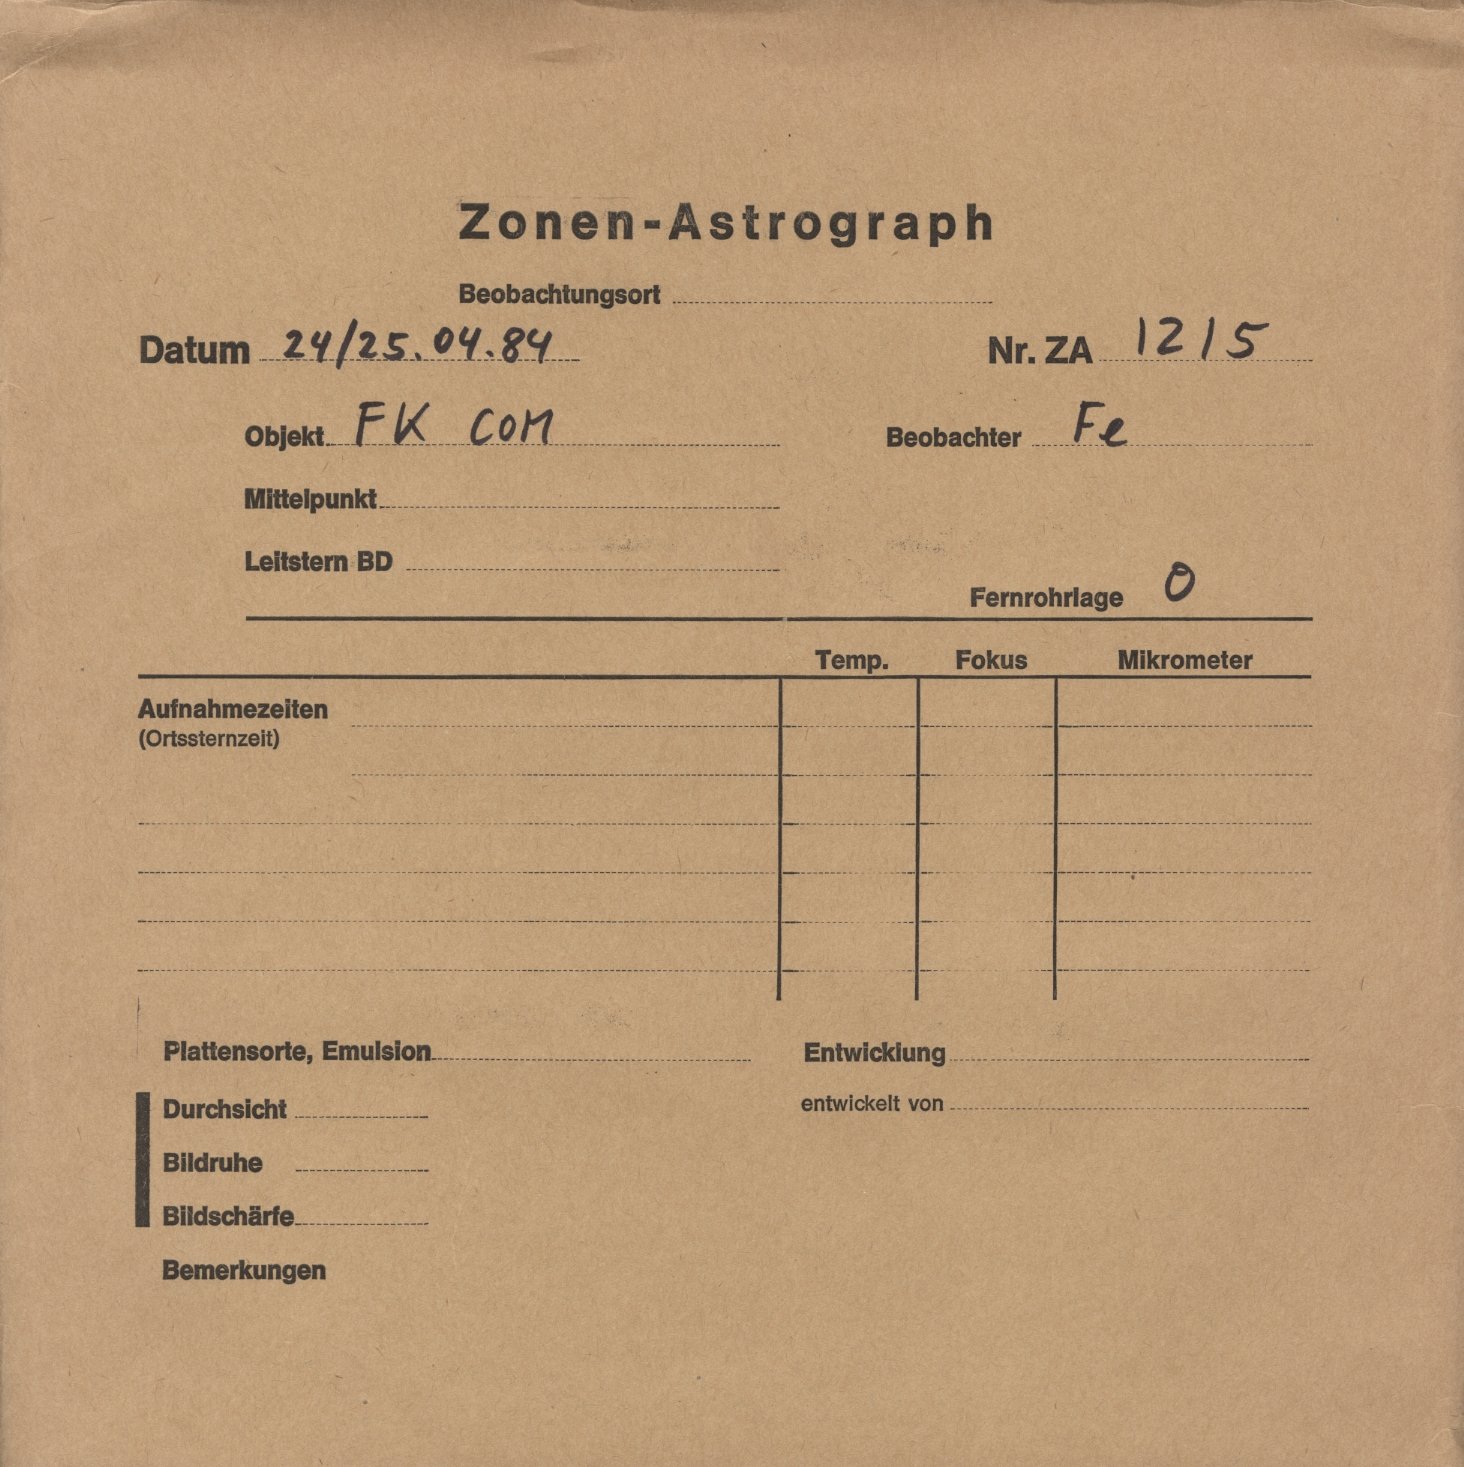 Zonen-Astrograph
Beobachtungsort
Datum 24/25.04.84 Nr. ZA 1215
Objekt FK COM Beobachter Fe
Mittelpunkt
Leitstern BD
Fernrohrlage O
Temp. Fokus Mikrometer
Aufnahmezeiten
(Ortssternzeit)
Plattensorte, Emulsion Entwicklung
Durchsicht entwickelt von
Bildruhe
Bildschärfe
Bemerkungen